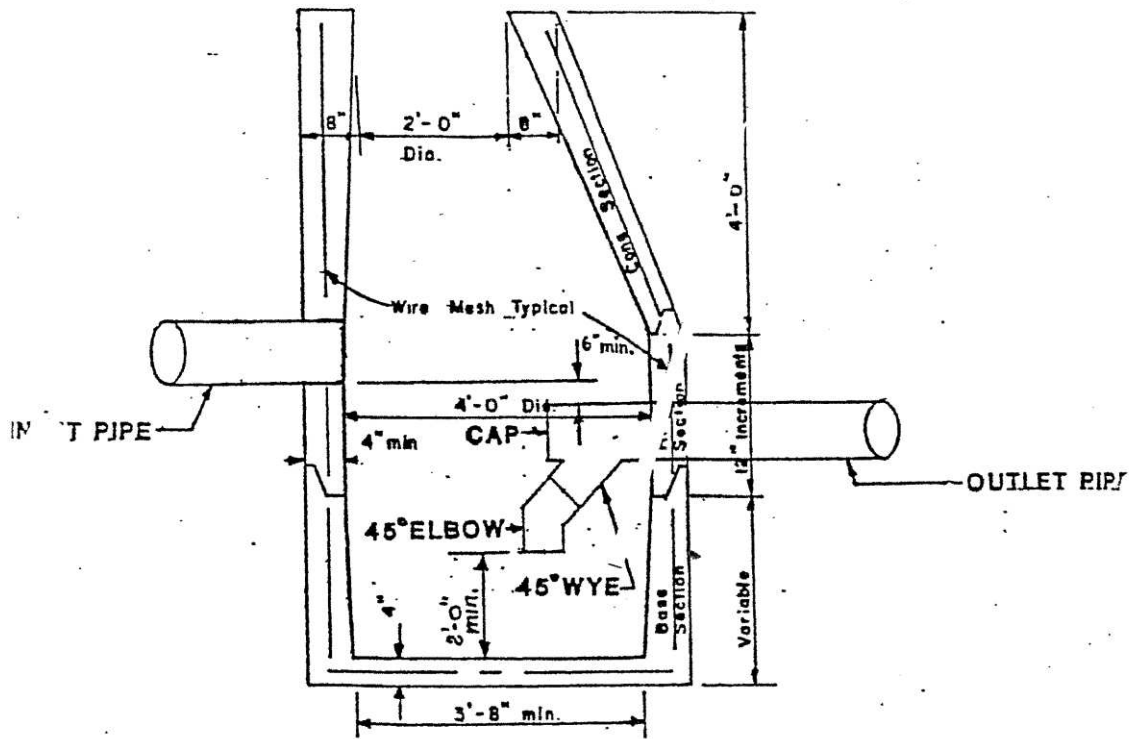 8"
2'-0"
8"
Dia.
Cone Section
4'-0"
Wire Mesh Typical
6" min.
4'-0" Dia
PIPE
CAP
4" min
Section
12" Increments
OUTLET
45° ELBOW
45° WYE
2'-0"
min.
4"
Base
Section
Variable
3'-8" min.